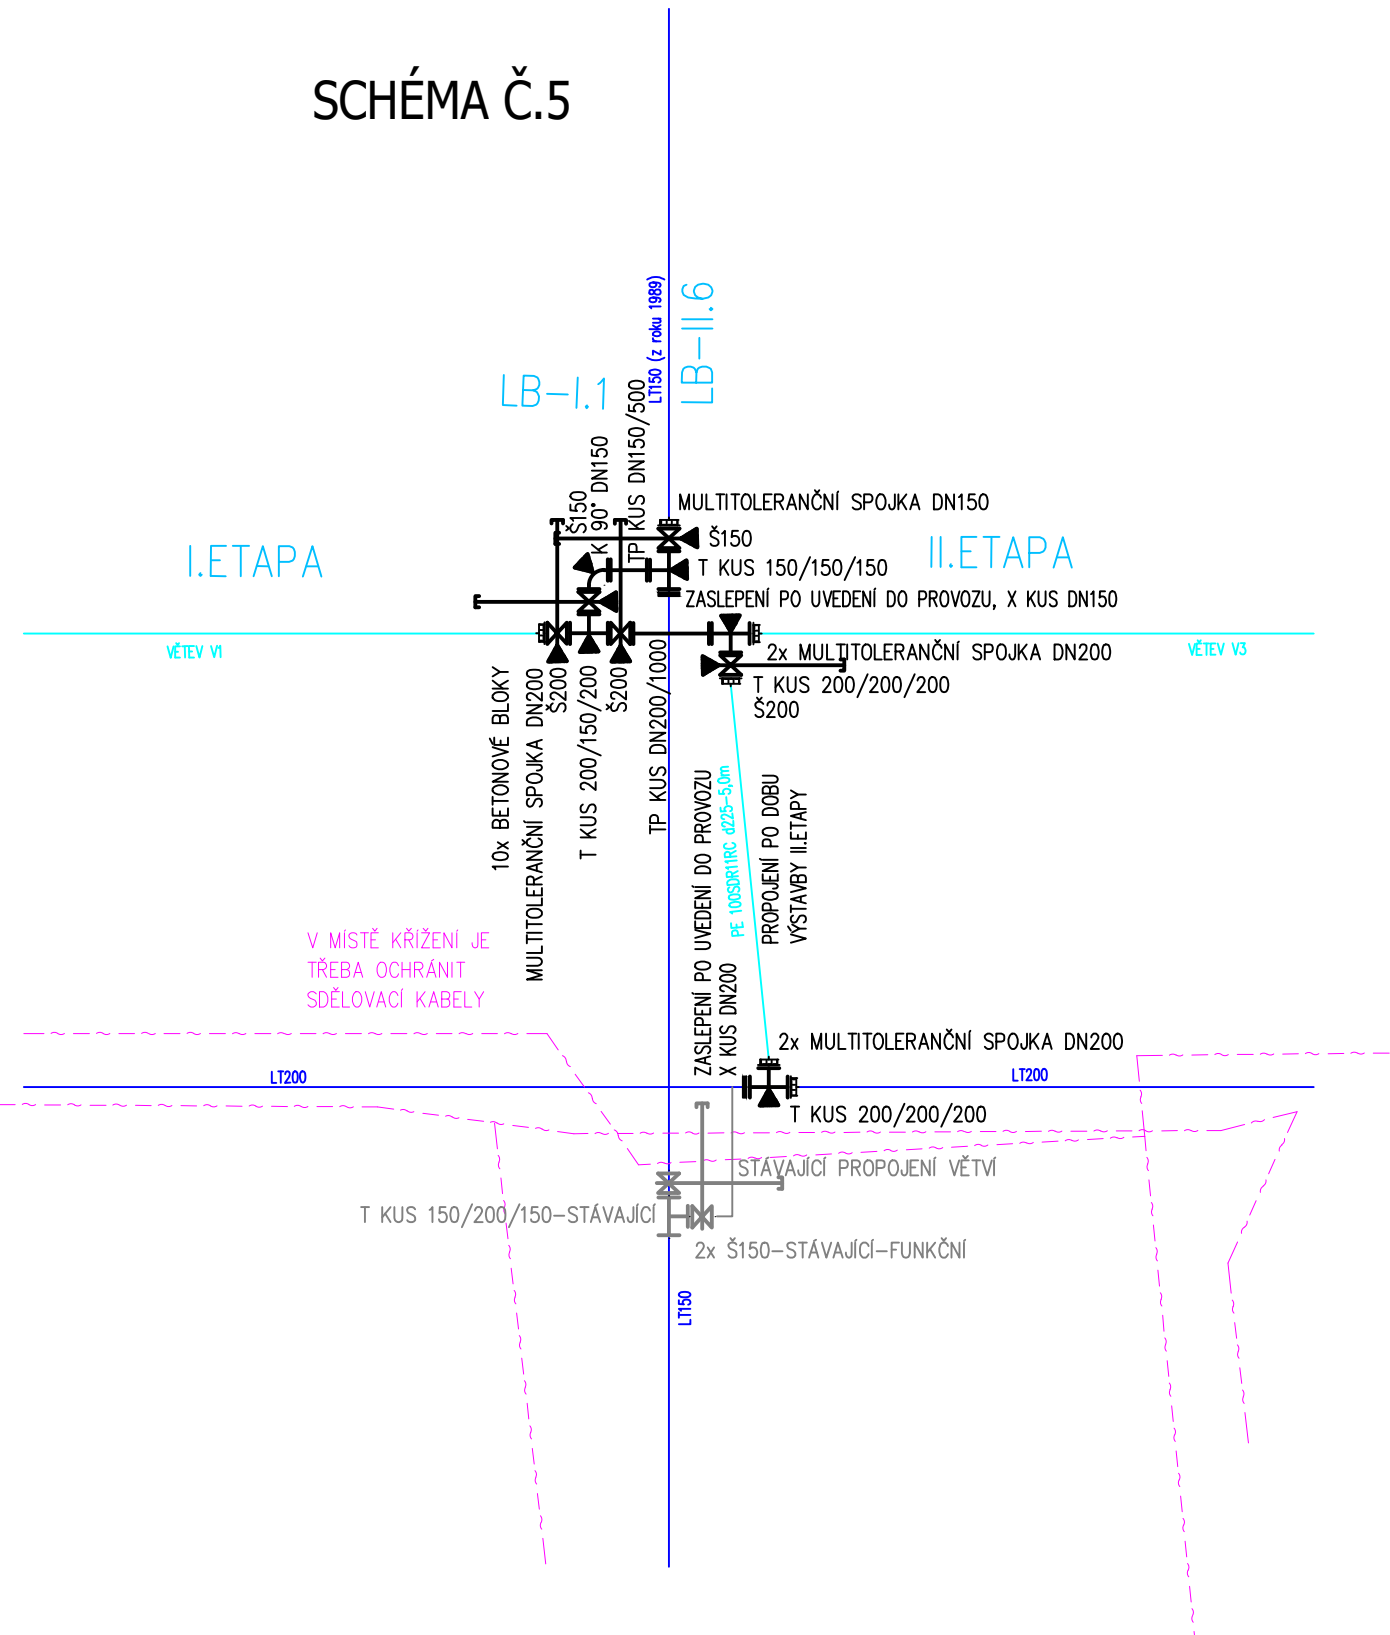 SCHÉMA Č.5
LT150 (z roku 1989)
LB-II.6
LB-I.1
TP KUS DN150/500
K 90° DN150
Š150
MULTITOLERANČNÍ SPOJKA DN150
Š150
I.ETAPA
II.ETAPA
T KUS 150/150/150
ZASLEPENÍ PO UVEDENÍ DO PROVOZU, X KUS DN150
VĚTEV V1
VĚTEV V3
2x MULTITOLERANČNÍ SPOJKA DN200
T KUS 200/200/200
Š200
10x BETONOVÉ BLOKY
MULTITOLERANČNÍ SPOJKA DN200
Š200
T KUS 200/150/200
Š200
TP KUS DN200/1000
ZASLEPENÍ PO UVEDENÍ DO PROVOZU
X KUS DN200
PE 100SDR11RC d225-5,0m
PROPOJENÍ PO DOBU
VÝSTAVBY II.ETAPY
V MÍSTĚ KŘÍŽENÍ JE
TŘEBA OCHRÁNIT
SDĚLOVACÍ KABELY
2x MULTITOLERANČNÍ SPOJKA DN200
LT200
LT200
T KUS 200/200/200
STÁVAJÍCÍ PROPOJENÍ VĚTVÍ
T KUS 150/200/150-STÁVAJÍCÍ
2x Š150-STÁVAJÍCÍ-FUNKČNÍ
LT150